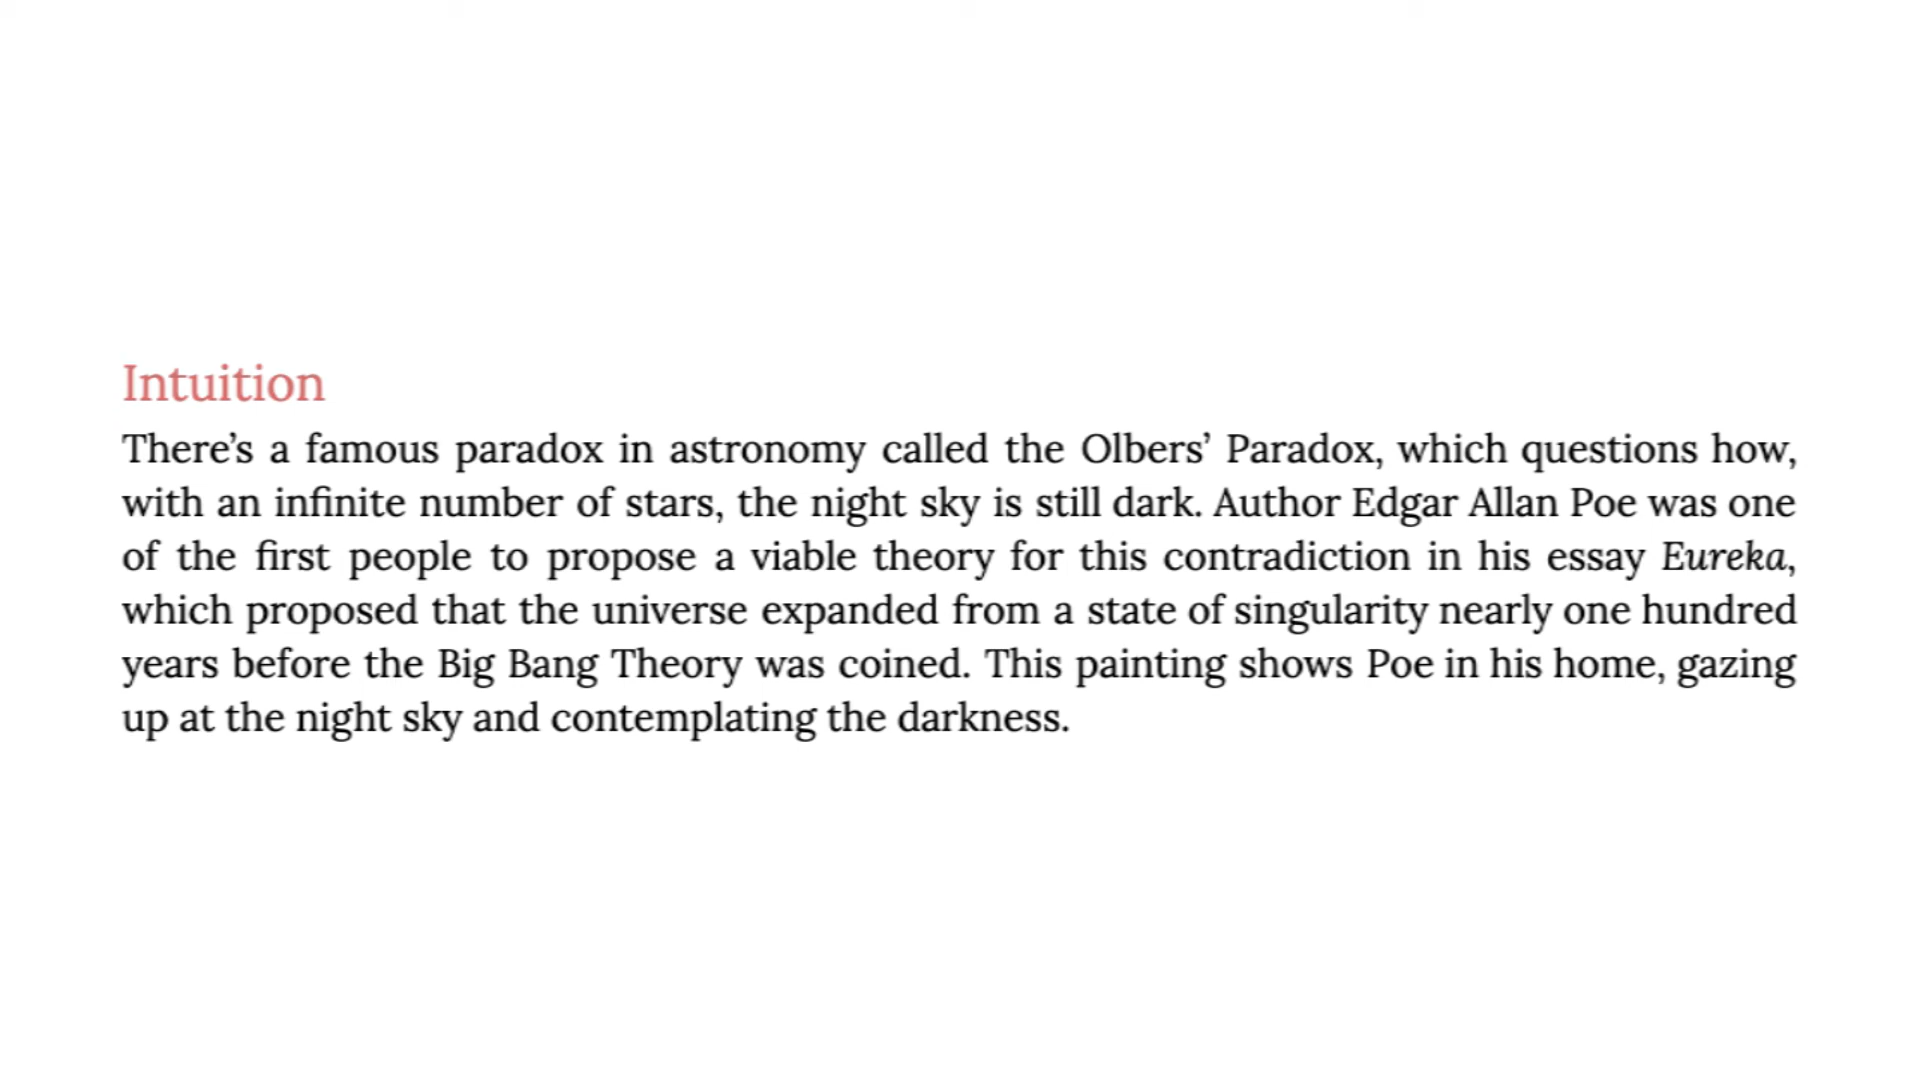 Intuition
There’s a famous paradox in astronomy called the Olbers’ Paradox, which questions how,
with an infinite number of stars, the night sky is still dark. Author Edgar Allan Poe was one
of the first people to propose a viable theory for this contradiction in his essay Eureka,
which proposed that the universe expanded from a state of singularity nearly one hundred
years before the Big Bang Theory was coined. This painting shows Poe in his home, gazing
up at the night sky and contemplating the darkness.